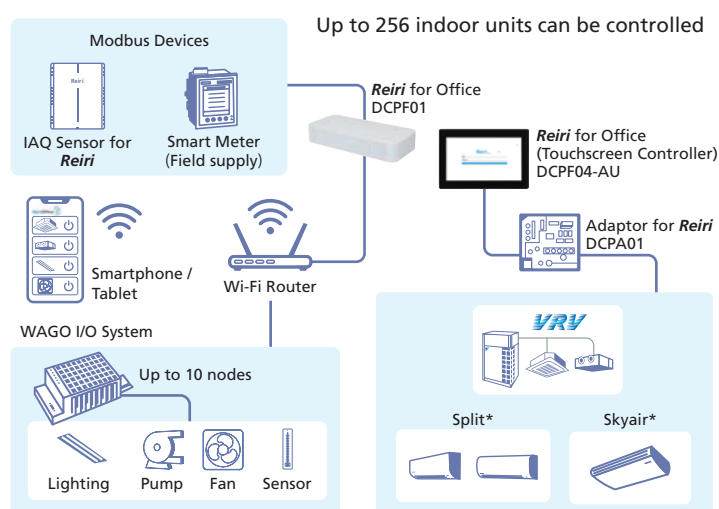 Up to 256 indoor units can be controlled
Modbus Devices
Reiri
IAQ Sensor for
Reiri
Smart Meter
(Field supply)
Reiri for Office
DCPF01
Reiri for Office
(Touchscreen Controller)
DCPF04-AU
Adaptor for Reiri
DCPA01
Smartphone /
Tablet
Wi-Fi Router
WAGO I/O System
Up to 10 nodes
Lighting
Pump
Fan
Sensor
VRV
Split*
Skyair*